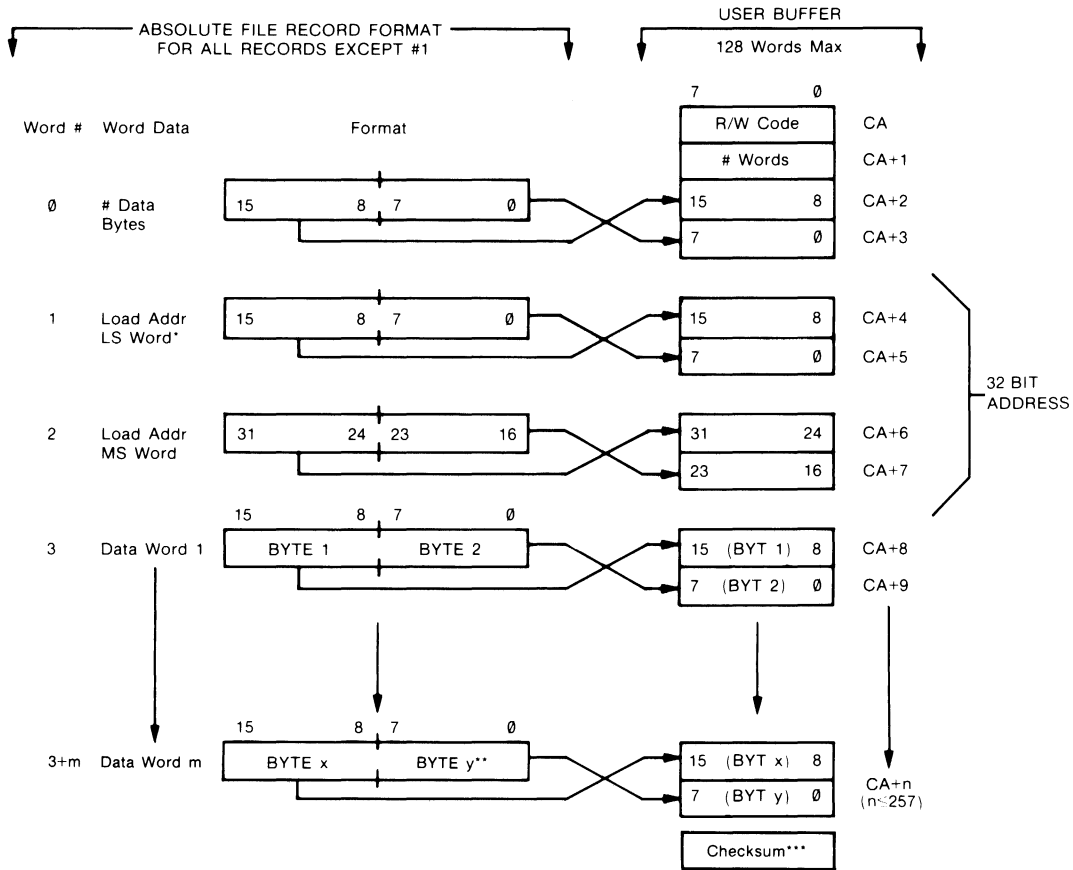 ABSOLUTE FILE RECORD FORMAT
FOR ALL RECORDS EXCEPT #1
USER BUFFER
128 Words Max
7 Ø
Word # Word Data Format
R/W Code CA
# Words CA+1
Ø # Data
Bytes
15 8 7 Ø
15 8 CA+2
7 Ø CA+3
1 Load Addr
LS Word*
15 8 7 Ø
15 8 CA+4
7 Ø CA+5
32 BIT
ADDRESS
2 Load Addr
MS Word
31 24 23 16
31 24 CA+6
23 16 CA+7
15 8 7 Ø
3 Data Word 1 BYTE 1 BYTE 2
15 (BYT 1) 8 CA+8
7 (BYT 2) Ø CA+9
15 8 7 Ø
3+m Data Word m BYTE x BYTE y**
15 (BYT x) 8
7 (BYT y) Ø
CA+n
(n≤257)
Checksum***